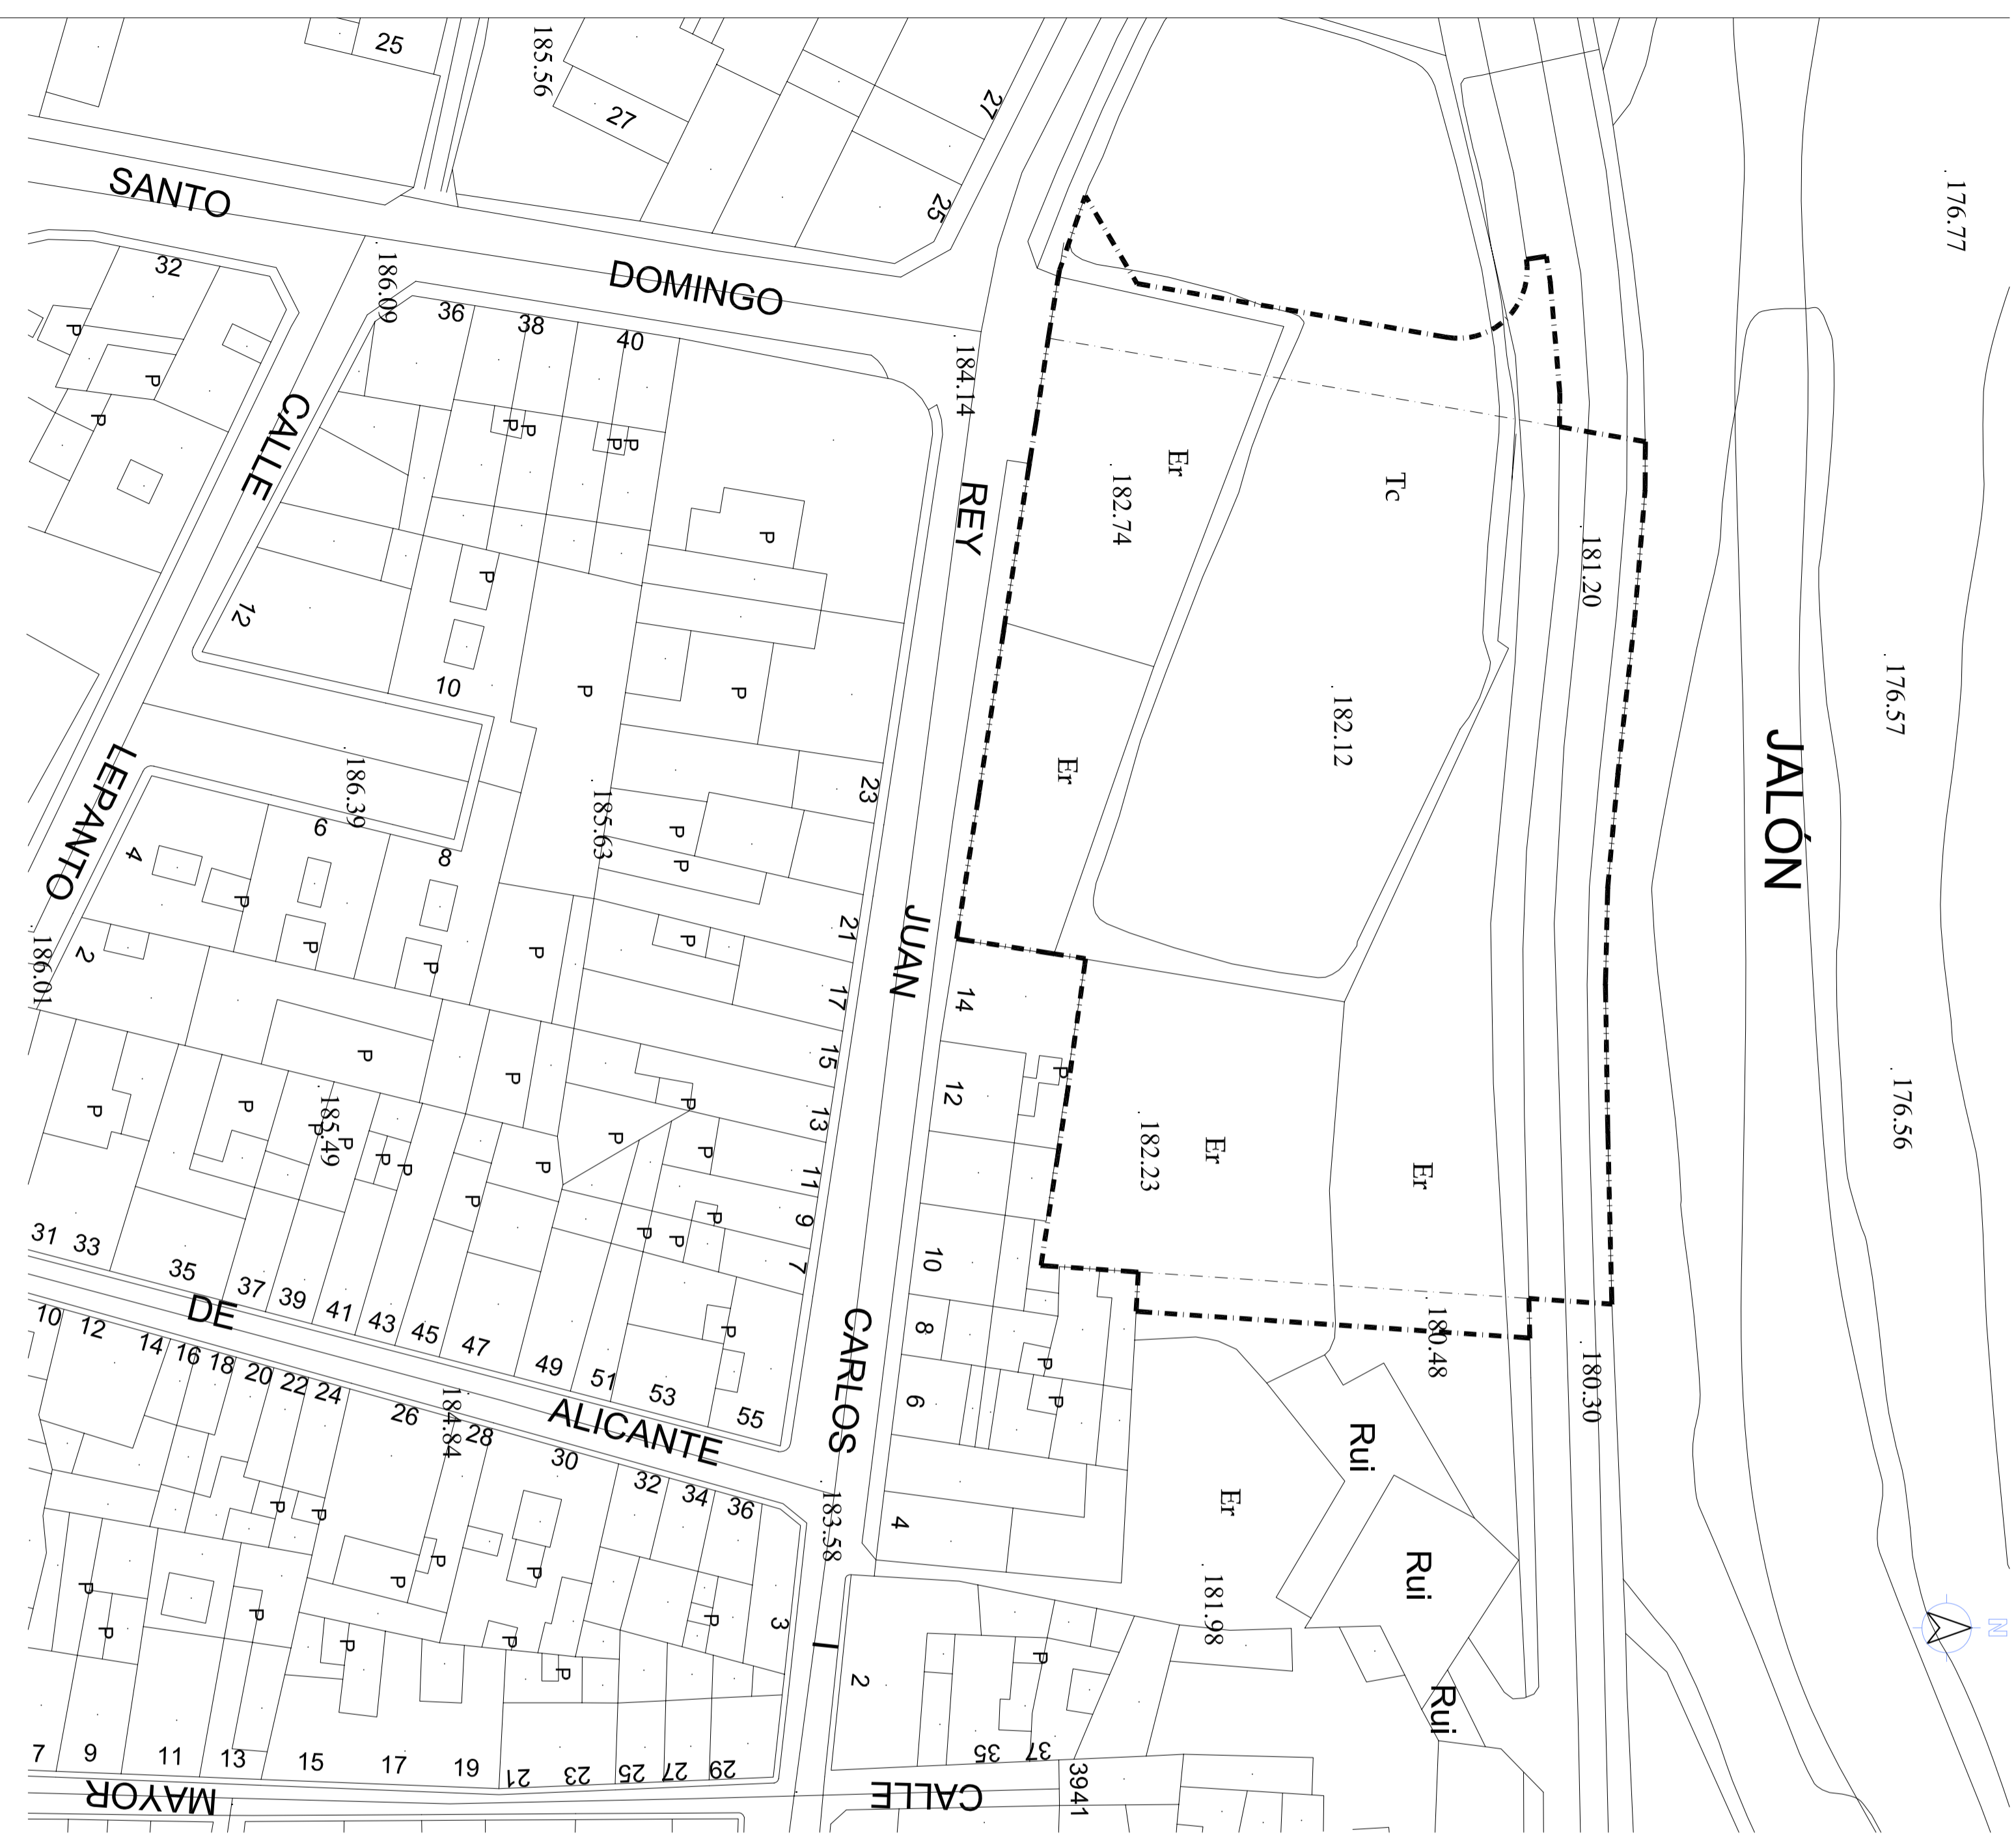 25
185.56
27
27
25
176.77
SANTO
DOMINGO
32
186.09
36
38
40
184.14
P
P
P
P
P
P
P
CALLE
REY
Er
182.74
Tc
181.20
P
P
12
10
P
P
182.12
176.57
JALÓN
LEPANTO
186.39
185.63
23
Er
4
6
8
P
P
P
P
P
2
186.01
P
P
21
JUAN
17
14
P
15
P
P
P
12
176.56
P
P
185.49
P
P
P
P
P
P
13
P
11
182.23
Er
Er
P
P
P
P
9
7
10
31
33
35
37
39
41
43
45
47
49
51
53
55
P
CARLOS
8
P
6
P
180.48
180.30
DE
ALICANTE
10
12
14
16
18
20
22
24
26
184.84
28
30
32
34
36
183.58
4
Er
Rui
Rui
Rui
181.98
N
P
P
P
P
P
P
P
P
P
P
P
P
3
2
P
7
9
11
13
15
17
19
21
23
25
27
29
35
37
3941
MAYOR
CALLE